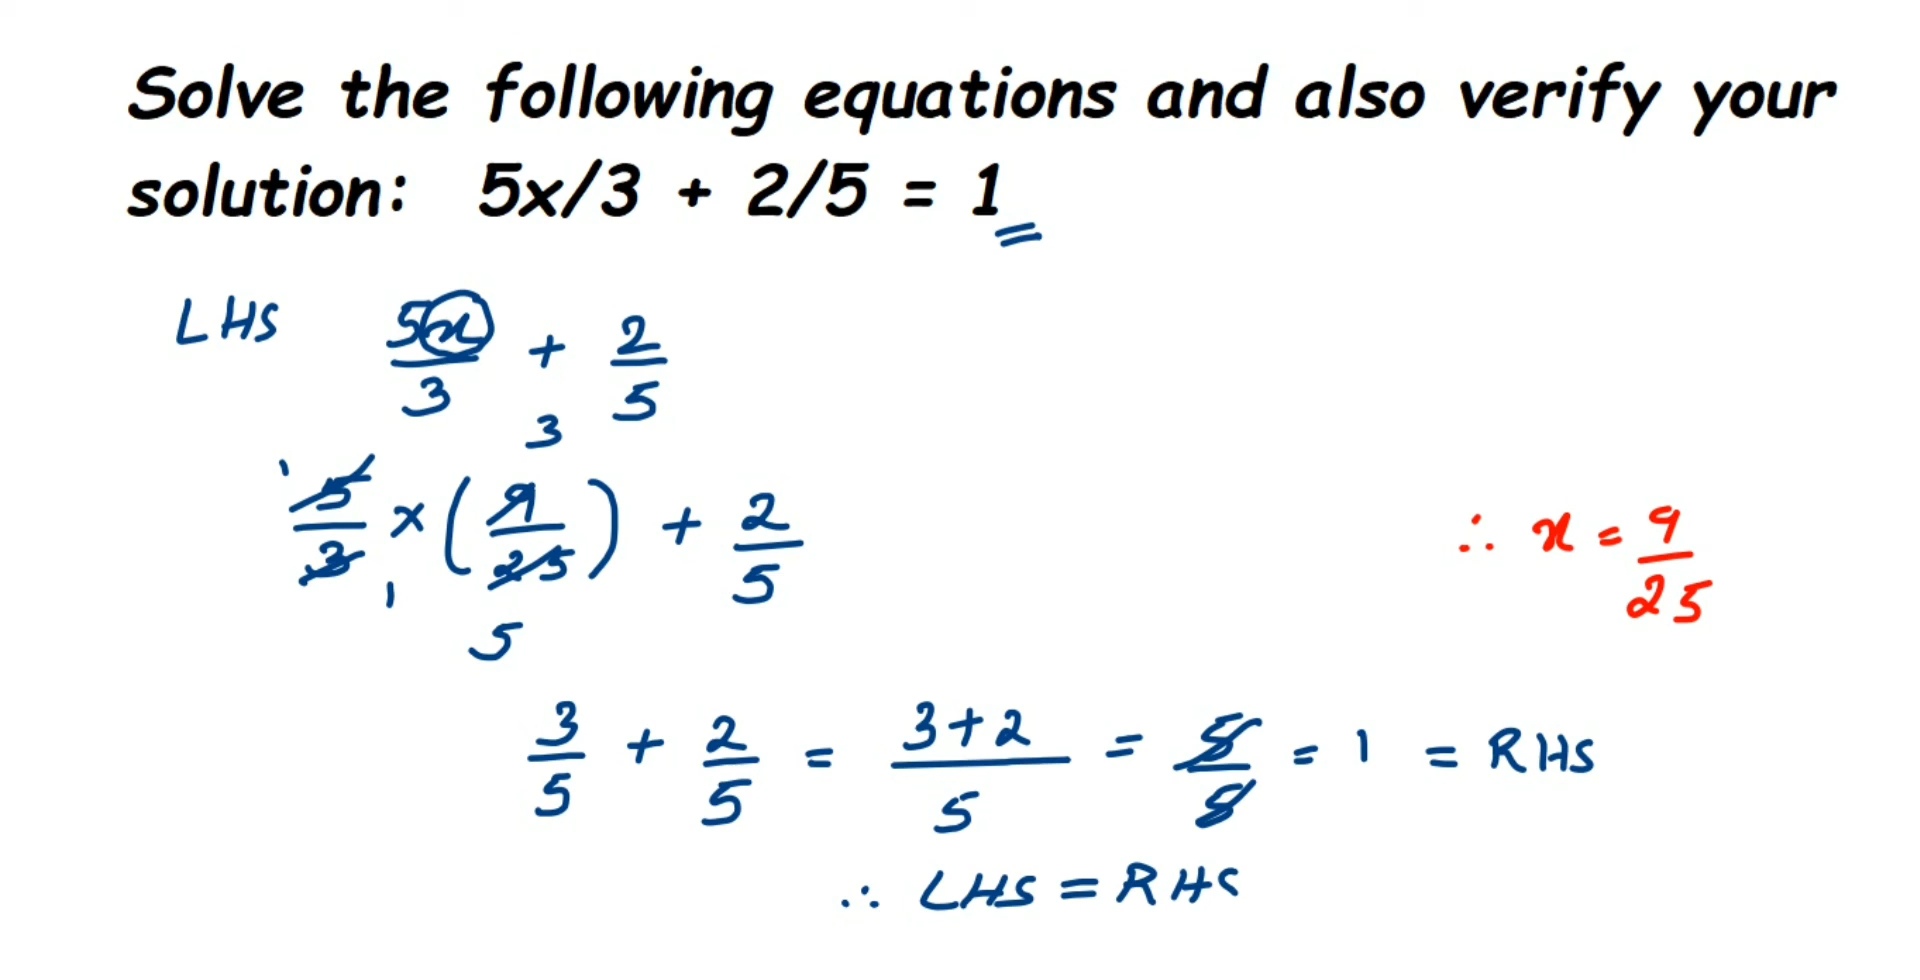 Solve the following equations and also verify your
solution: 5x/3 + 2/5 = 1
LHS 5x/3 + 2/5
5/3 × (9/25) + 2/5
1 3 1 5
∴ x = 9/25
3/5 + 2/5 = 3+2/5 = 5/5 = 1 = RHS
∴ LHS = RHS